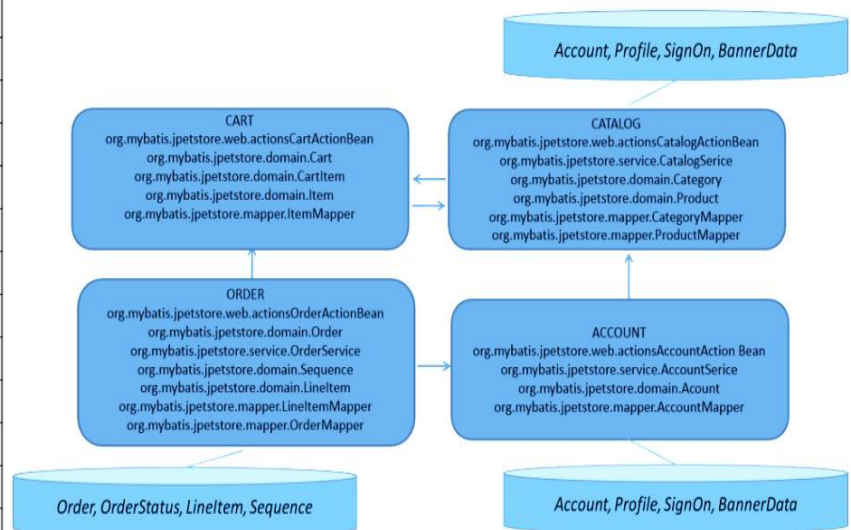 Account, Profile, SignOn, BannerData
CART
org.mybatis.jpetstore.web.actionsCartActionBean
org.mybatis.jpetstore.domain.Cart
org.mybatis.jpetstore.domain.CartItem
org.mybatis.jpetstore.domain.Item
org.mybatis.jpetstore.mapper.ItemMapper
CATALOG
org.mybatis.jpetstore.web.actionsCatalogActionBean
org.mybatis.jpetstore.service.CatalogSerice
org.mybatis.jpetstore.domain.Category
org.mybatis.jpetstore.domain.Product
org.mybatis.jpetstore.mapper.CategoryMapper
org.mybatis.jpetstore.mapper.ProductMapper
ORDER
org.mybatis.jpetstore.web.actionsOrderActionBean
org.mybatis.jpetstore.domain.Order
org.mybatis.jpetstore.service.OrderService
org.mybatis.jpetstore.domain.Sequence
org.mybatis.jpetstore.domain.LineItem
org.mybatis.jpetstore.mapper.LineItemMapper
org.mybatis.jpetstore.mapper.OrderMapper
ACCOUNT
org.mybatis.jpetstore.web.actionsAccountAction Bean
org.mybatis.jpetstore.service.AccountSerice
org.mybatis.jpetstore.domain.Acount
org.mybatis.jpetstore.mapper.AccountMapper
Order, OrderStatus, LineItem, Sequence
Account, Profile, SignOn, BannerData